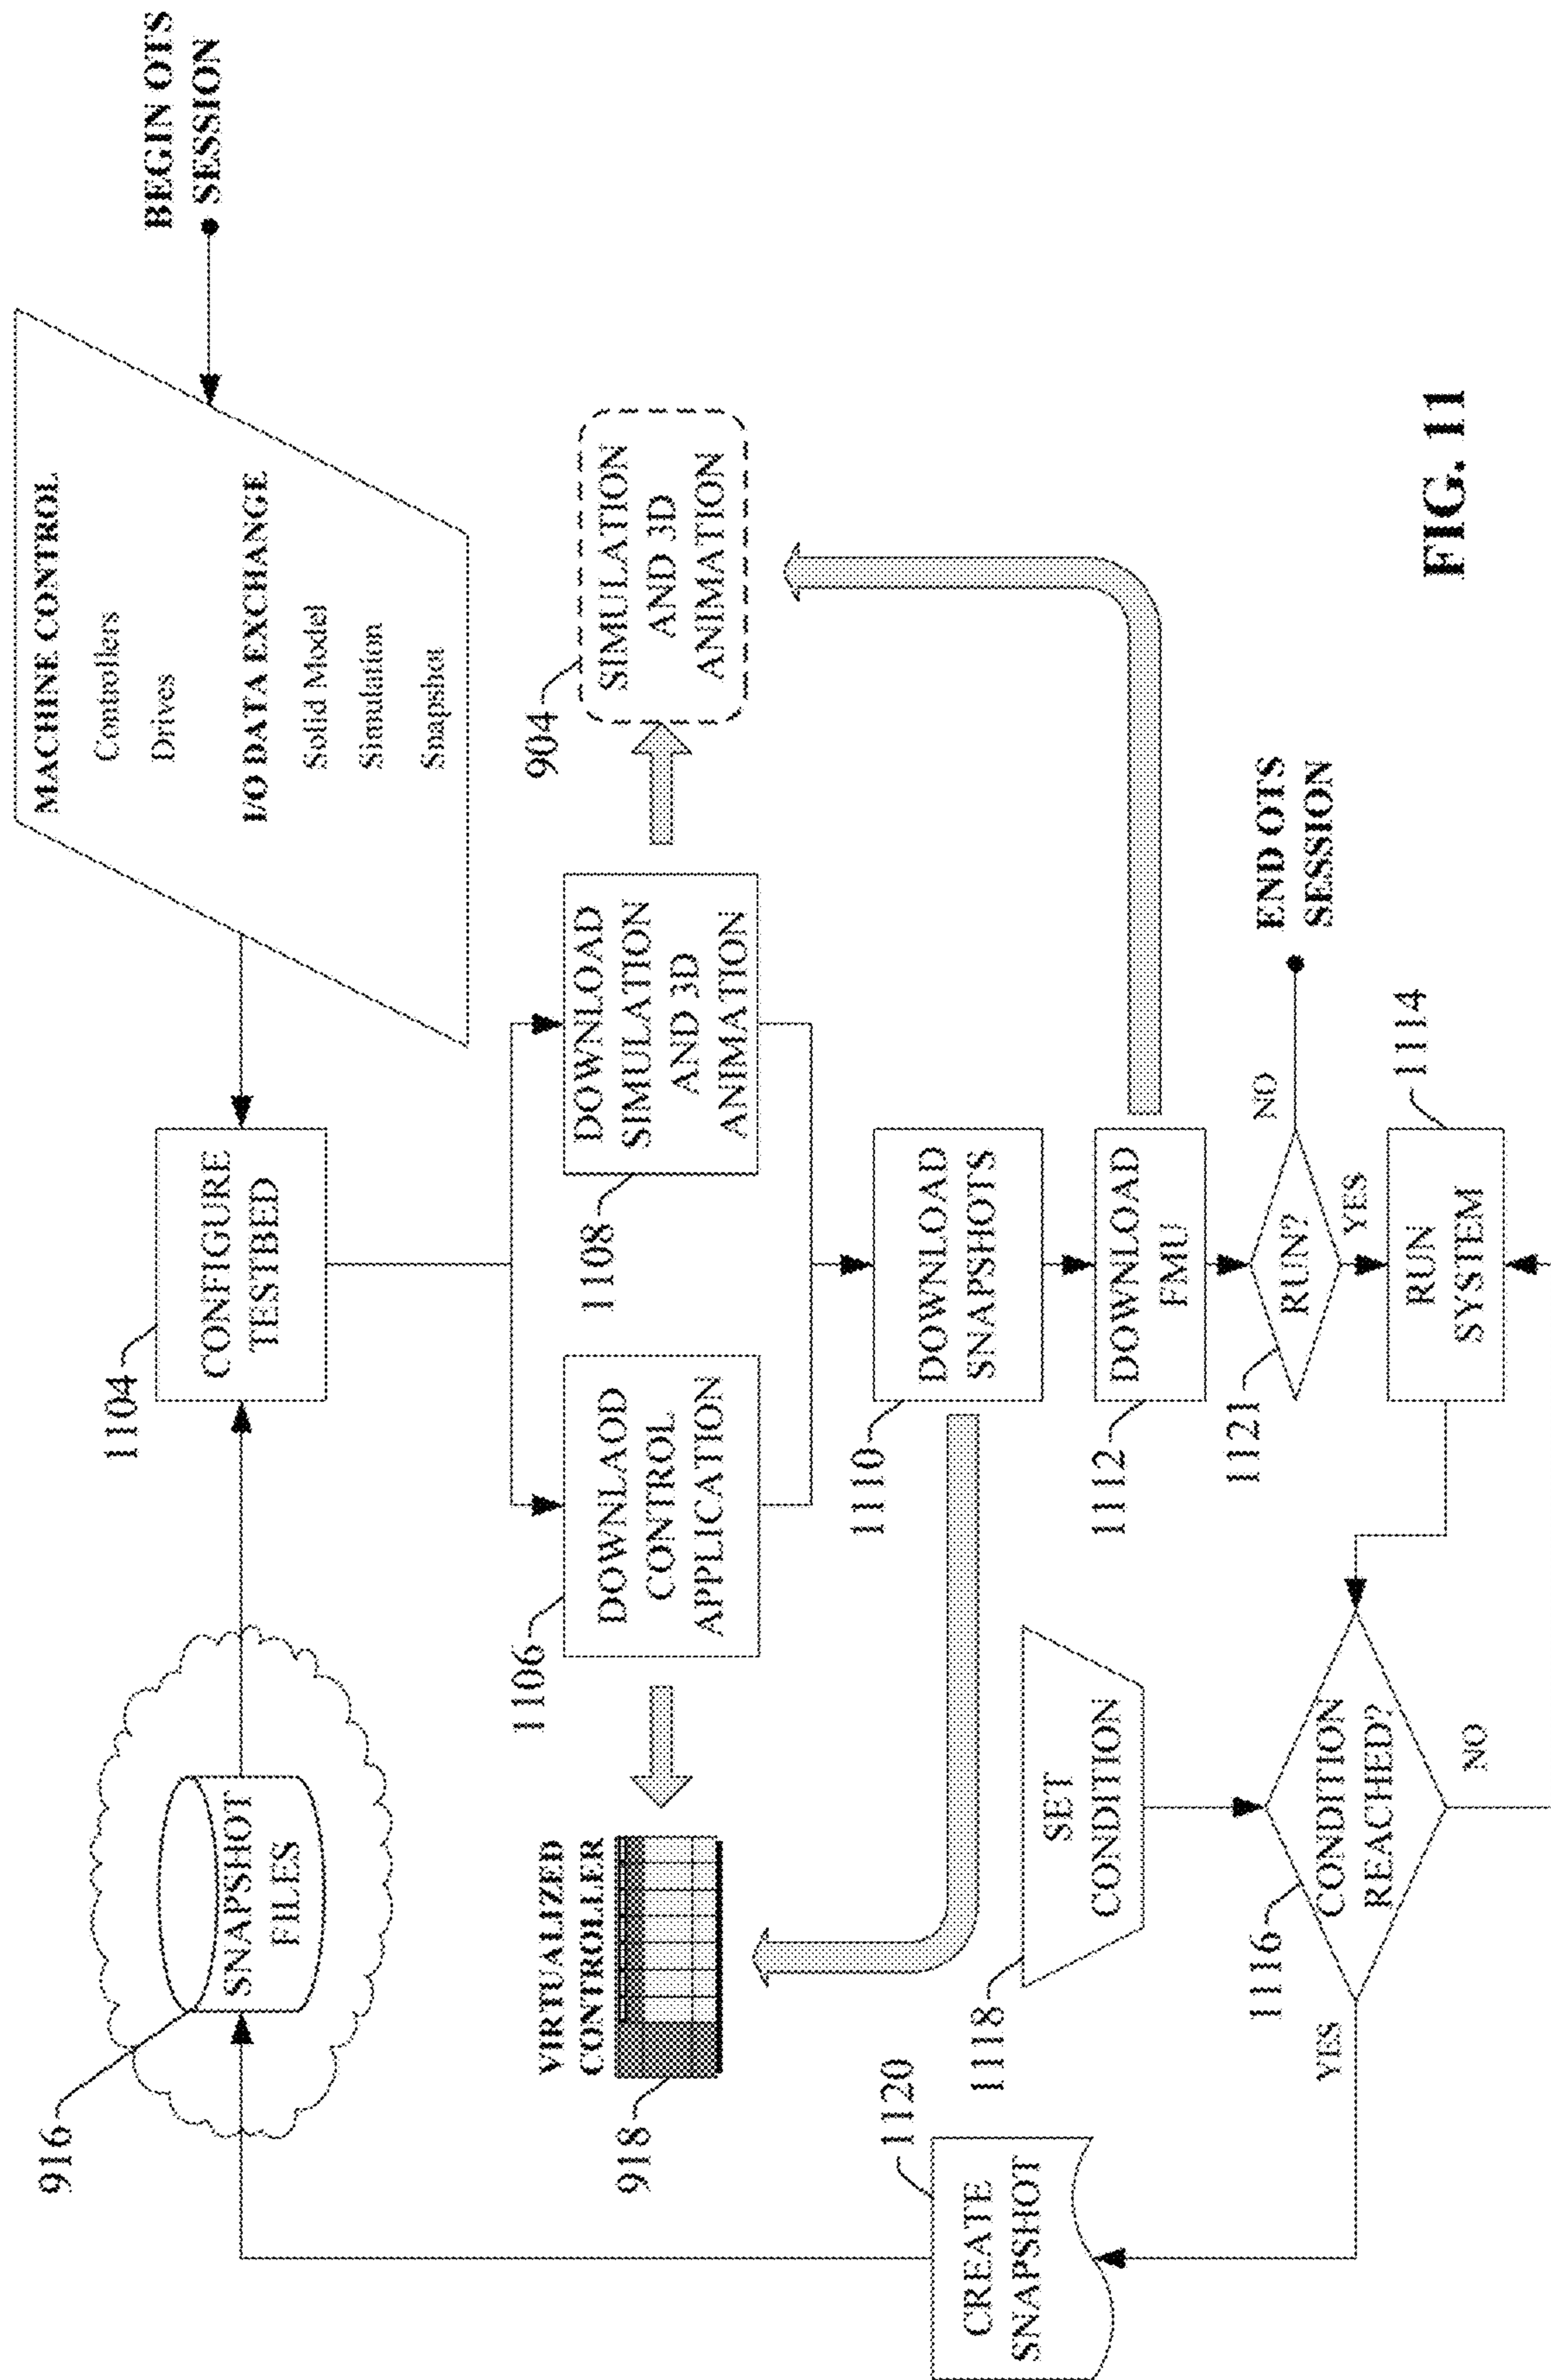 BEGIN OTS
SESSION
MACHINE CONTROL
Controllers
Drives
I/O DATA EXCHANGE
Solid Model
Simulation
Snapshot
916
SNAPSHOT
FILES
1104
CONFIGURE
TESTBED
VIRTUALIZED
CONTROLLER
918
1106
DOWNLAOD
CONTROL
APPLICATION
1108
DOWNLOAD
SIMULATION
AND 3D
ANIMATION
904
SIMULATION
AND 3D
ANIMATION
1110
DOWNLOAD
SNAPSHOTS
1112
DOWNLOAD
FMU
1120
CREATE
SNAPSHOT
1118
SET
CONDITION
1121
RUN?
NO
END OTS
SESSION
YES
1116
CONDITION
REACHED?
YES
NO
1114
RUN
SYSTEM
FIG. 11